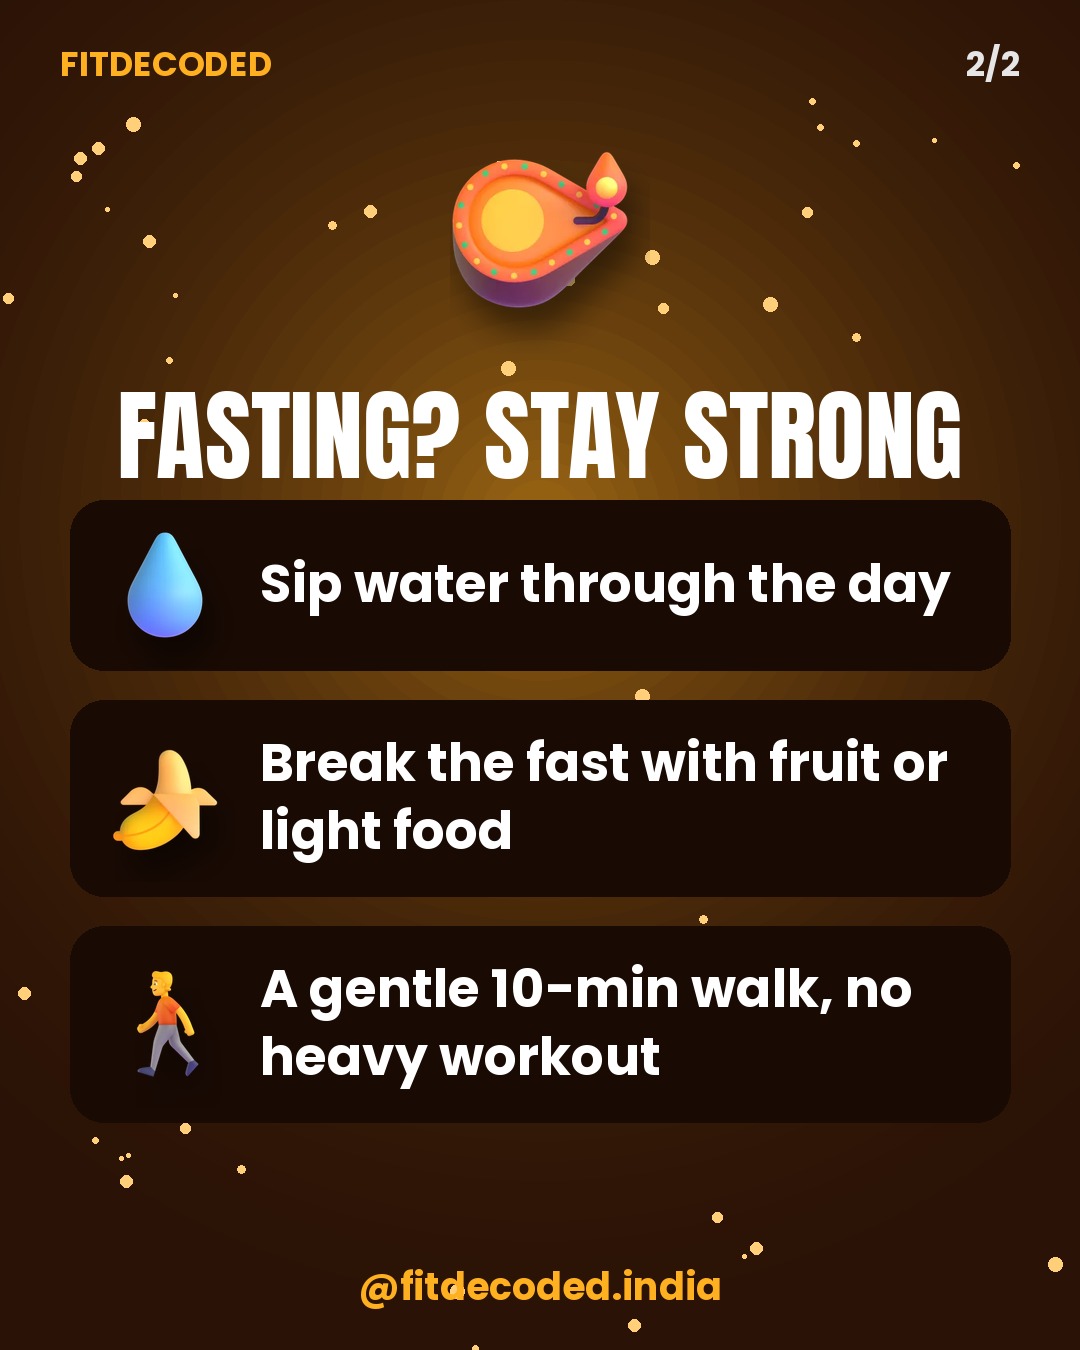 FITDECODED
2/2
FASTING? STAY STRONG
Sip water through the day
Break the fast with fruit or
light food
A gentle 10-min walk, no
heavy workout
@fitdecoded.india